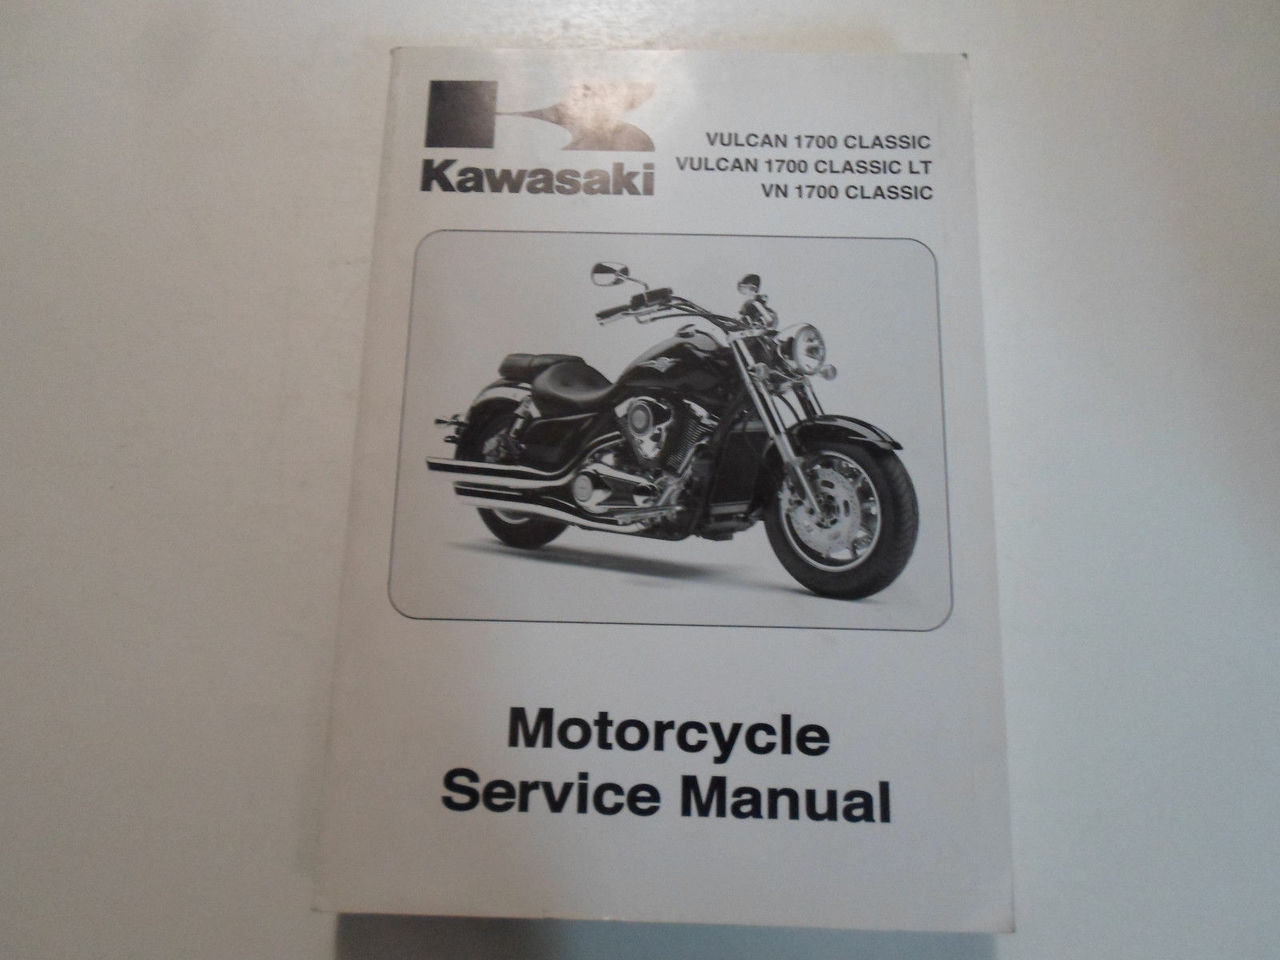 Kawasaki
VULCAN 1700 CLASSIC
VULCAN 1700 CLASSIC LT
VN 1700 CLASSIC
Motorcycle
Service Manual